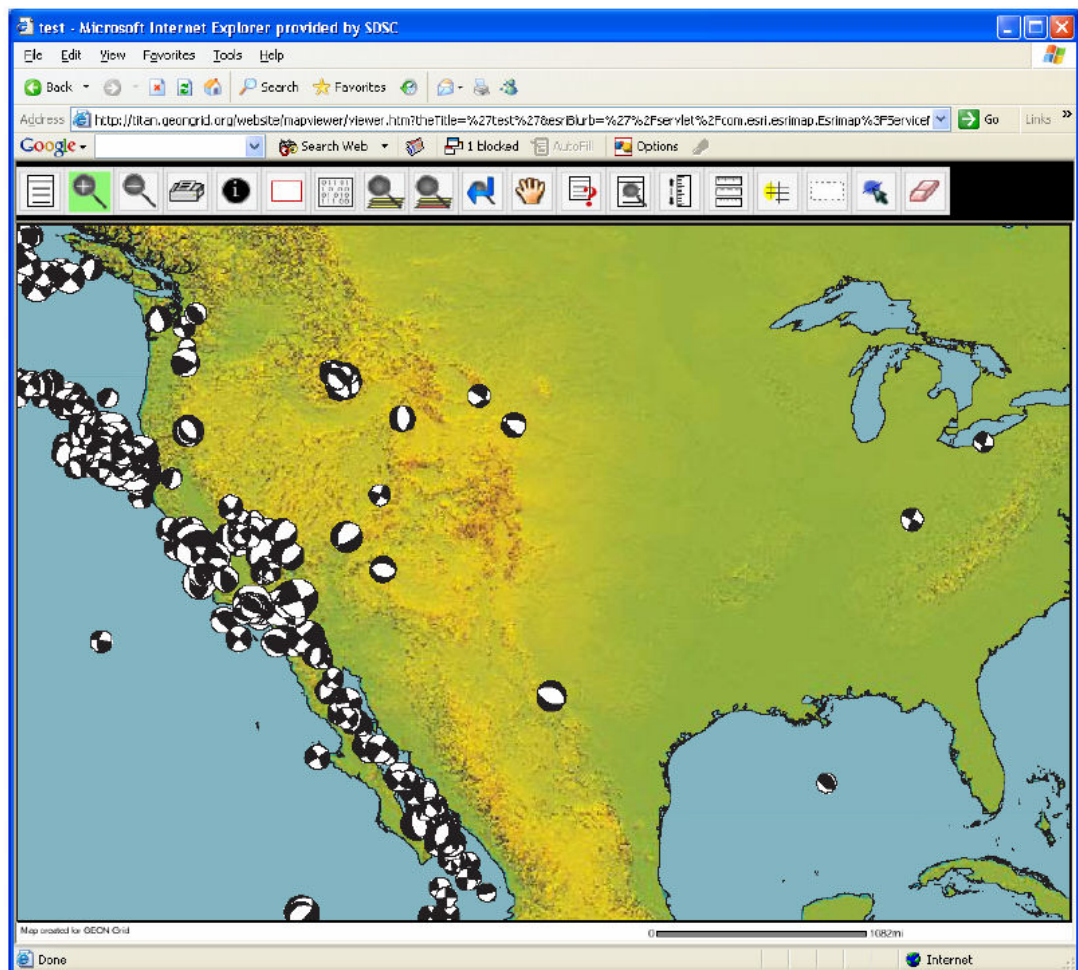 test - Microsoft Internet Explorer provided by SDSC
File Edit View Favorites Tools Help
Back Search Favorites
Address http://titan.geongrid.org/website/mapviewer/viewer.htm?theTitle=%27test%27&esriBlurb=%27%2Fservlet%2Fcom.esri.esrimap.Esrimap%3FServicef Go Links »
Google Search Web 1 blocked AutoFill Options
Map created for GEON Grid
0 1082mi
Done Internet